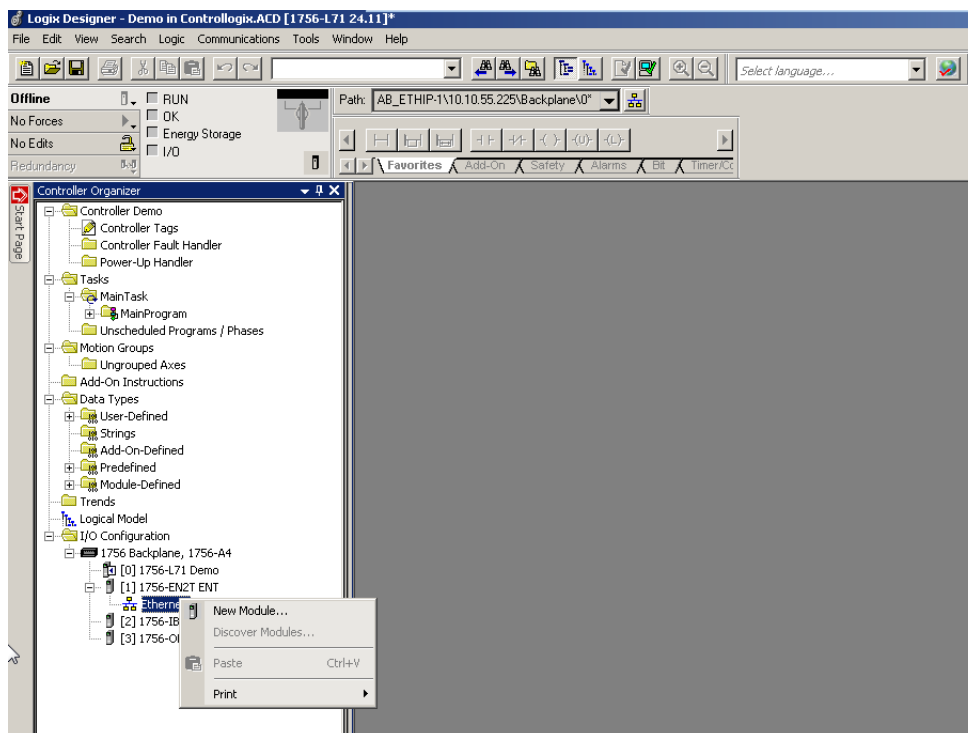 Logix Designer - Demo in Controllogix.ACD [1756-L71 24.11]*
File Edit View Search Logic Communications Tools Window Help
Select language...
Offline
RUN
Path: AB_ETHIP-1\10.10.55.225\Backplane\0*
No Forces
OK
No Edits
Energy Storage
Redundancy
I/O
Favorites Add-On Safety Alarms Bit
Start Page
Controller Organizer
Controller Demo
Controller Tags
Controller Fault Handler
Power-Up Handler
Tasks
MainTask
MainProgram
Unscheduled Programs / Phases
Motion Groups
Ungrouped Axes
Add-On Instructions
Data Types
User-Defined
Strings
Add-On-Defined
Predefined
Module-Defined
Trends
Logical Model
I/O Configuration
1756 Backplane, 1756-A4
[0] 1756-L71 Demo
[1] 1756-EN2T ENT
Etherne
New Module...
[2] 1756-IB
Discover Modules...
[3] 1756-O
Paste Ctrl+V
Print